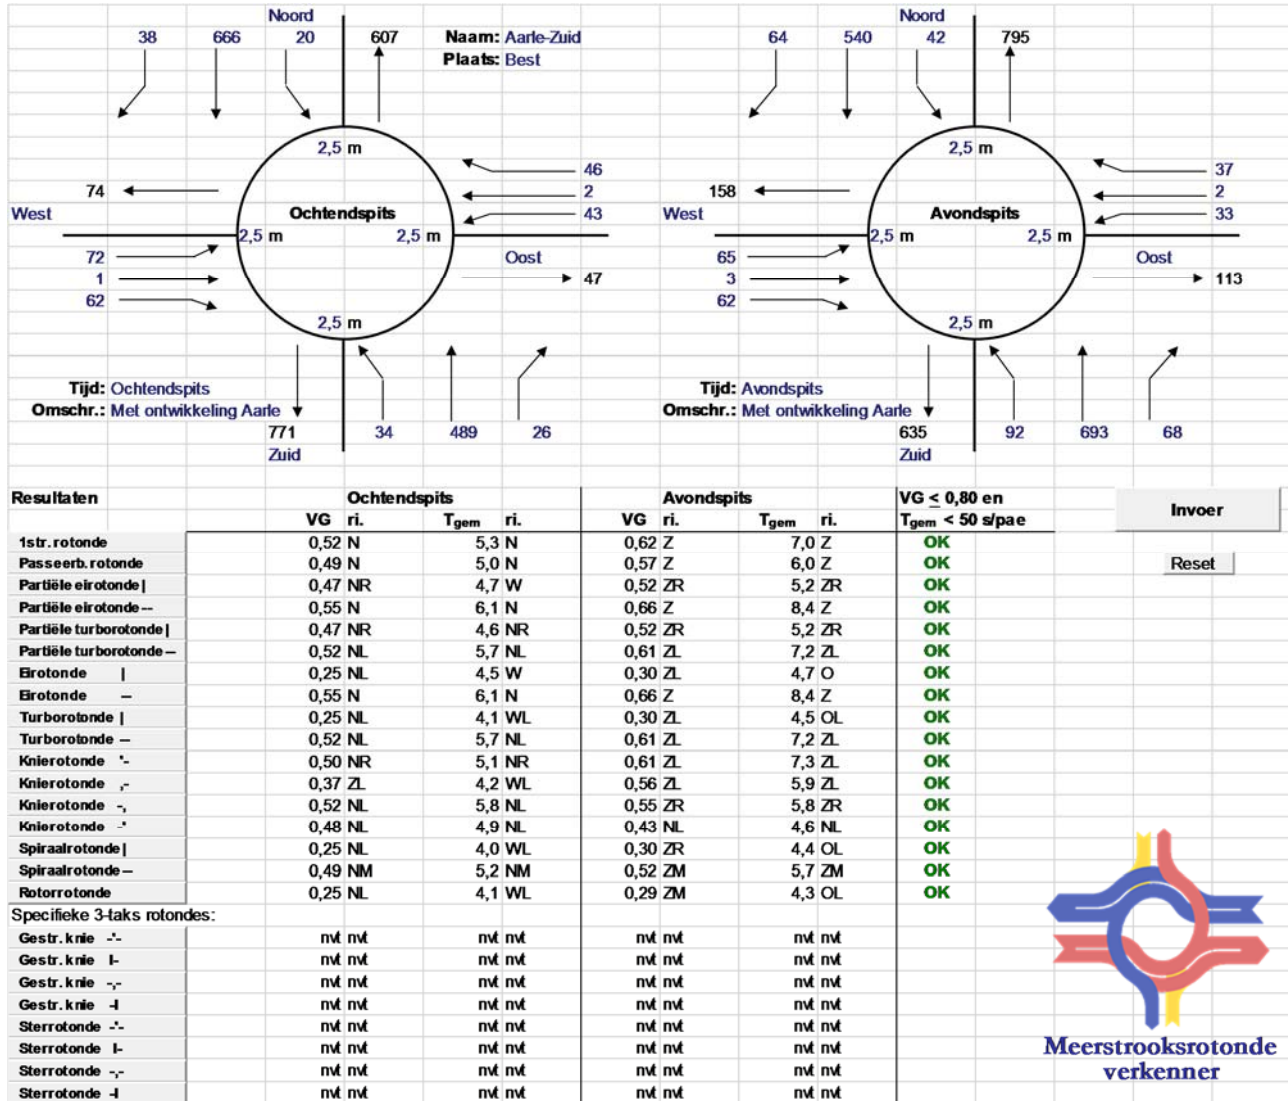 Noord Noord
38 666 20 607 Naam: Aarle-Zuid 64 540 42 795
Plaats: Best
2,5 m 2,5 m
46 37
74 2 158 2
West Ochtendspits 43 West Avondspits 33
2,5 m 2,5 m 2,5 m 2,5 m
72 Oost 65 Oost
1 47 3 113
62 62
2,5 m 2,5 m
Tijd: Ochtendspits Tijd: Avondspits
Omschr.: Met ontwikkeling Aarle Omschr.: Met ontwikkeling Aarle
771 34 489 26 635 92 693 68
Zuid Zuid
Resultaten Ochtendspits Avondspits VG ≤ 0,80 en
VG ri. Tgem ri. VG ri. Tgem ri. Tgem < 50 s/pae Invoer
1str. rotonde 0,52 N 5,3 N 0,62 Z 7,0 Z OK
Passeerb. rotonde 0,49 N 5,0 N 0,57 Z 6,0 Z OK Reset
Partiële eirotonde | 0,47 NR 4,7 W 0,52 ZR 5,2 ZR OK
Partiële eirotonde -- 0,55 N 6,1 N 0,66 Z 8,4 Z OK
Partiële turborotonde | 0,47 NR 4,6 NR 0,52 ZR 5,2 ZR OK
Partiële turborotonde -- 0,52 NL 5,7 NL 0,61 ZL 7,2 ZL OK
Eirotonde | 0,25 NL 4,5 W 0,30 ZL 4,7 O OK
Eirotonde -- 0,55 N 6,1 N 0,66 Z 8,4 Z OK
Turborotonde | 0,25 NL 4,1 WL 0,30 ZL 4,5 OL OK
Turborotonde -- 0,52 NL 5,7 NL 0,61 ZL 7,2 ZL OK
Knierotonde '- 0,50 NR 5,1 NR 0,61 ZL 7,3 ZL OK
Knierotonde ,- 0,37 ZL 4,2 WL 0,56 ZL 5,9 ZL OK
Knierotonde -, 0,52 NL 5,8 NL 0,55 ZR 5,8 ZR OK
Knierotonde -' 0,48 NL 4,9 NL 0,43 NL 4,6 NL OK
Spiraalrotonde | 0,25 NL 4,0 WL 0,30 ZR 4,4 OL OK
Spiraalrotonde -- 0,49 NM 5,2 NM 0,52 ZM 5,7 ZM OK
Rotorrotonde 0,25 NL 4,1 WL 0,29 ZM 4,3 OL OK
Specifieke 3-taks rotondes:
Gestr. knie -'- nvt nvt nvt nvt nvt nvt nvt nvt
Gestr. knie |- nvt nvt nvt nvt nvt nvt nvt nvt
Gestr. knie -,- nvt nvt nvt nvt nvt nvt nvt nvt
Gestr. knie -| nvt nvt nvt nvt nvt nvt nvt nvt
Sterrotonde -'- nvt nvt nvt nvt nvt nvt nvt nvt
Sterrotonde |- nvt nvt nvt nvt nvt nvt nvt nvt
Sterrotonde -,- nvt nvt nvt nvt nvt nvt nvt nvt
Sterrotonde -| nvt nvt nvt nvt nvt nvt nvt nvt
Meerstrooksrotonde
verkenner